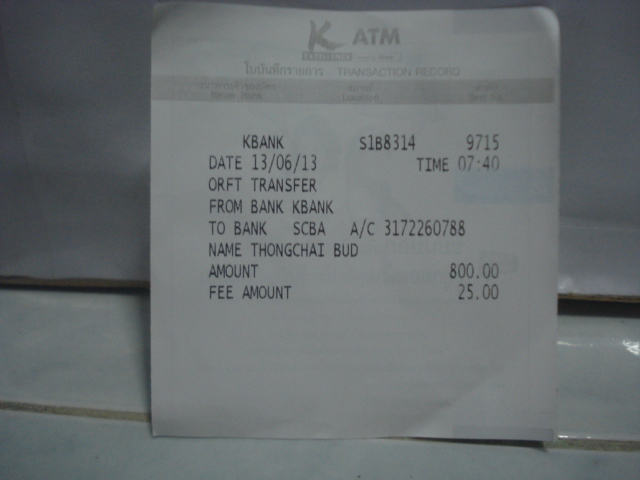 K ATM
ใบบันทึกรายการ TRANSACTION RECORD
KBANK S1B8314 9715
DATE 13/06/13 TIME 07:40
ORFT TRANSFER
FROM BANK KBANK
TO BANK SCBA A/C 3172260788
NAME THONGCHAI BUD
AMOUNT 800.00
FEE AMOUNT 25.00